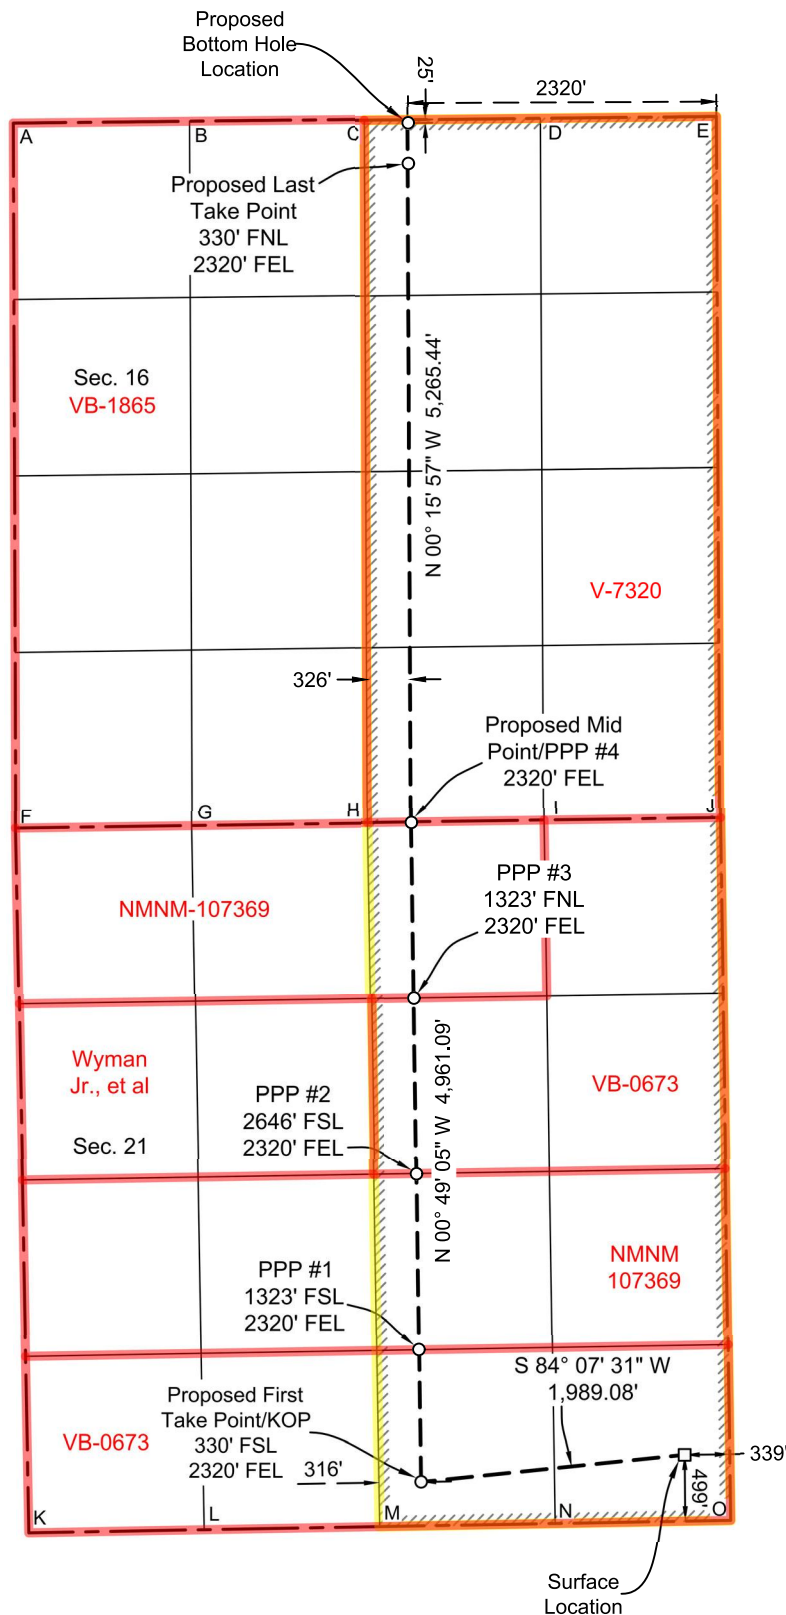 Proposed
Bottom Hole
Location
25'
2320'
A
B
C
D
E
Proposed Last
Take Point
330' FNL
2320' FEL
N 00° 15' 57" W 5,265.44'
Sec. 16
VB-1865
V-7320
326'
Proposed Mid
Point/PPP #4
2320' FEL
F
G
H
I
J
PPP #3
1323' FNL
2320' FEL
NMNM-107369
Wyman
Jr., et al
Sec. 21
PPP #2
2646' FSL
2320' FEL
N 00° 49' 05" W 4,961.09'
VB-0673
NMNM
107369
PPP #1
1323' FSL
2320' FEL
S 84° 07' 31" W
1,989.08'
Proposed First
Take Point/KOP
330' FSL
2320' FEL
VB-0673
316'
339'
499'
K
L
M
N
O
Surface
Location